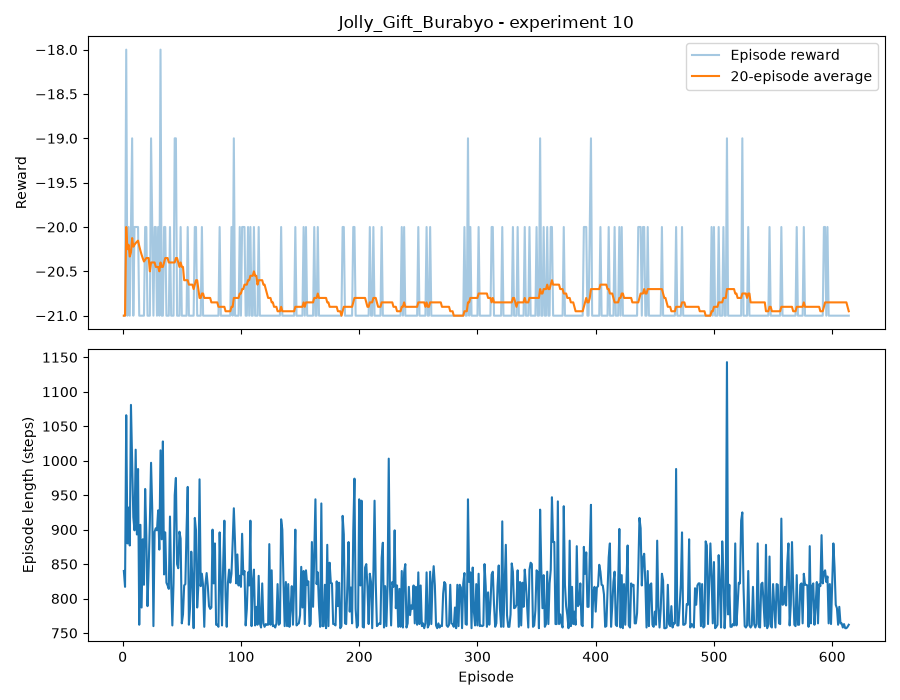 Jolly_Gift_Burabyo - experiment 10
Episode reward
20-episode average
Reward
−18.0
−18.5
−19.0
−19.5
−20.0
−20.5
−21.0
Episode length (steps)
1150
1100
1050
1000
950
900
850
800
750
0 100 200 300 400 500 600
Episode